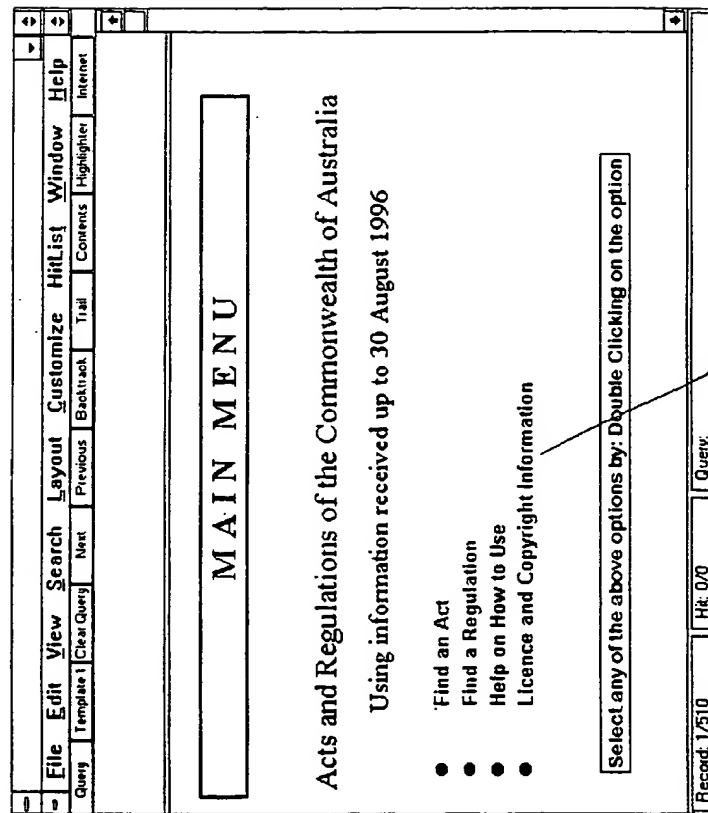 File Edit View Search Layout Customize HitList Window Help
Query Template 1 Clear Query Next Previous Backtrack Trail Contents Highlighter Internet
MAIN MENU
Acts and Regulations of the Commonwealth of Australia
Using information received up to 30 August 1996
● Find an Act
● Find a Regulation
● Help on How to Use
● Licence and Copyright Information
Select any of the above options by: Double Clicking on the option
Record: 1/510 Hit: 0/0 Query: